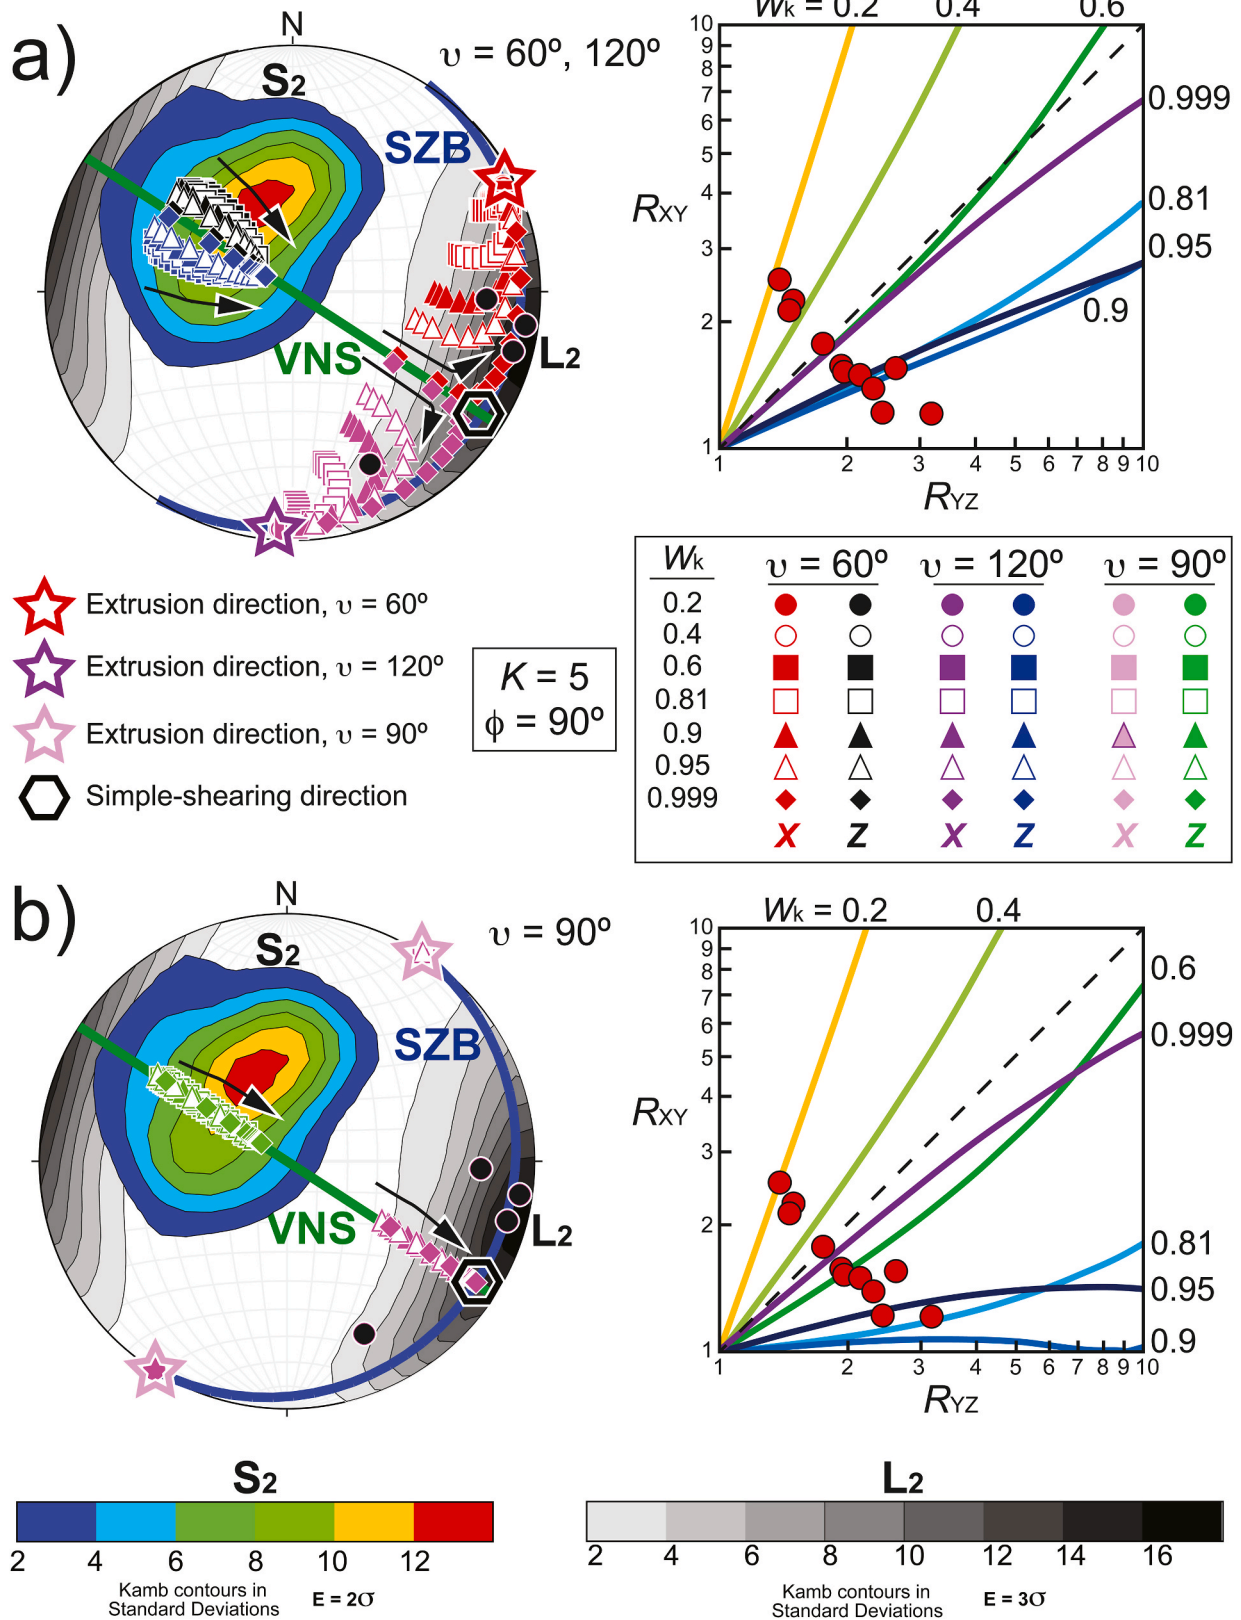 a)
N
S2
υ = 60º, 120º
SZB
VNS
L2
Wk = 0.2
0.4
0.6
10
9
8
7
6
5
4
3
2
1
RXY
0.999
0.81
0.95
0.9
1 2 3 4 5 6 7 8 9 10
RYZ
Extrusion direction, υ = 60º
Extrusion direction, υ = 120º
Extrusion direction, υ = 90º
Simple-shearing direction
K = 5
ϕ = 90º
Wk υ = 60º υ = 120º υ = 90º
0.2
0.4
0.6
0.81
0.9
0.95
0.999
X Z X Z X Z
b)
N
S2
υ = 90º
SZB
VNS
L2
Wk = 0.2
0.4
10
9
8
7
6
5
4
3
2
1
RXY
0.6
0.999
0.81
0.95
0.9
1 2 3 4 5 6 7 8 9 10
RYZ
S2
2 4 6 8 10 12
Kamb contours in
Standard Deviations
E = 2σ
L2
2 4 6 8 10 12 14 16
Kamb contours in
Standard Deviations
E = 3σ